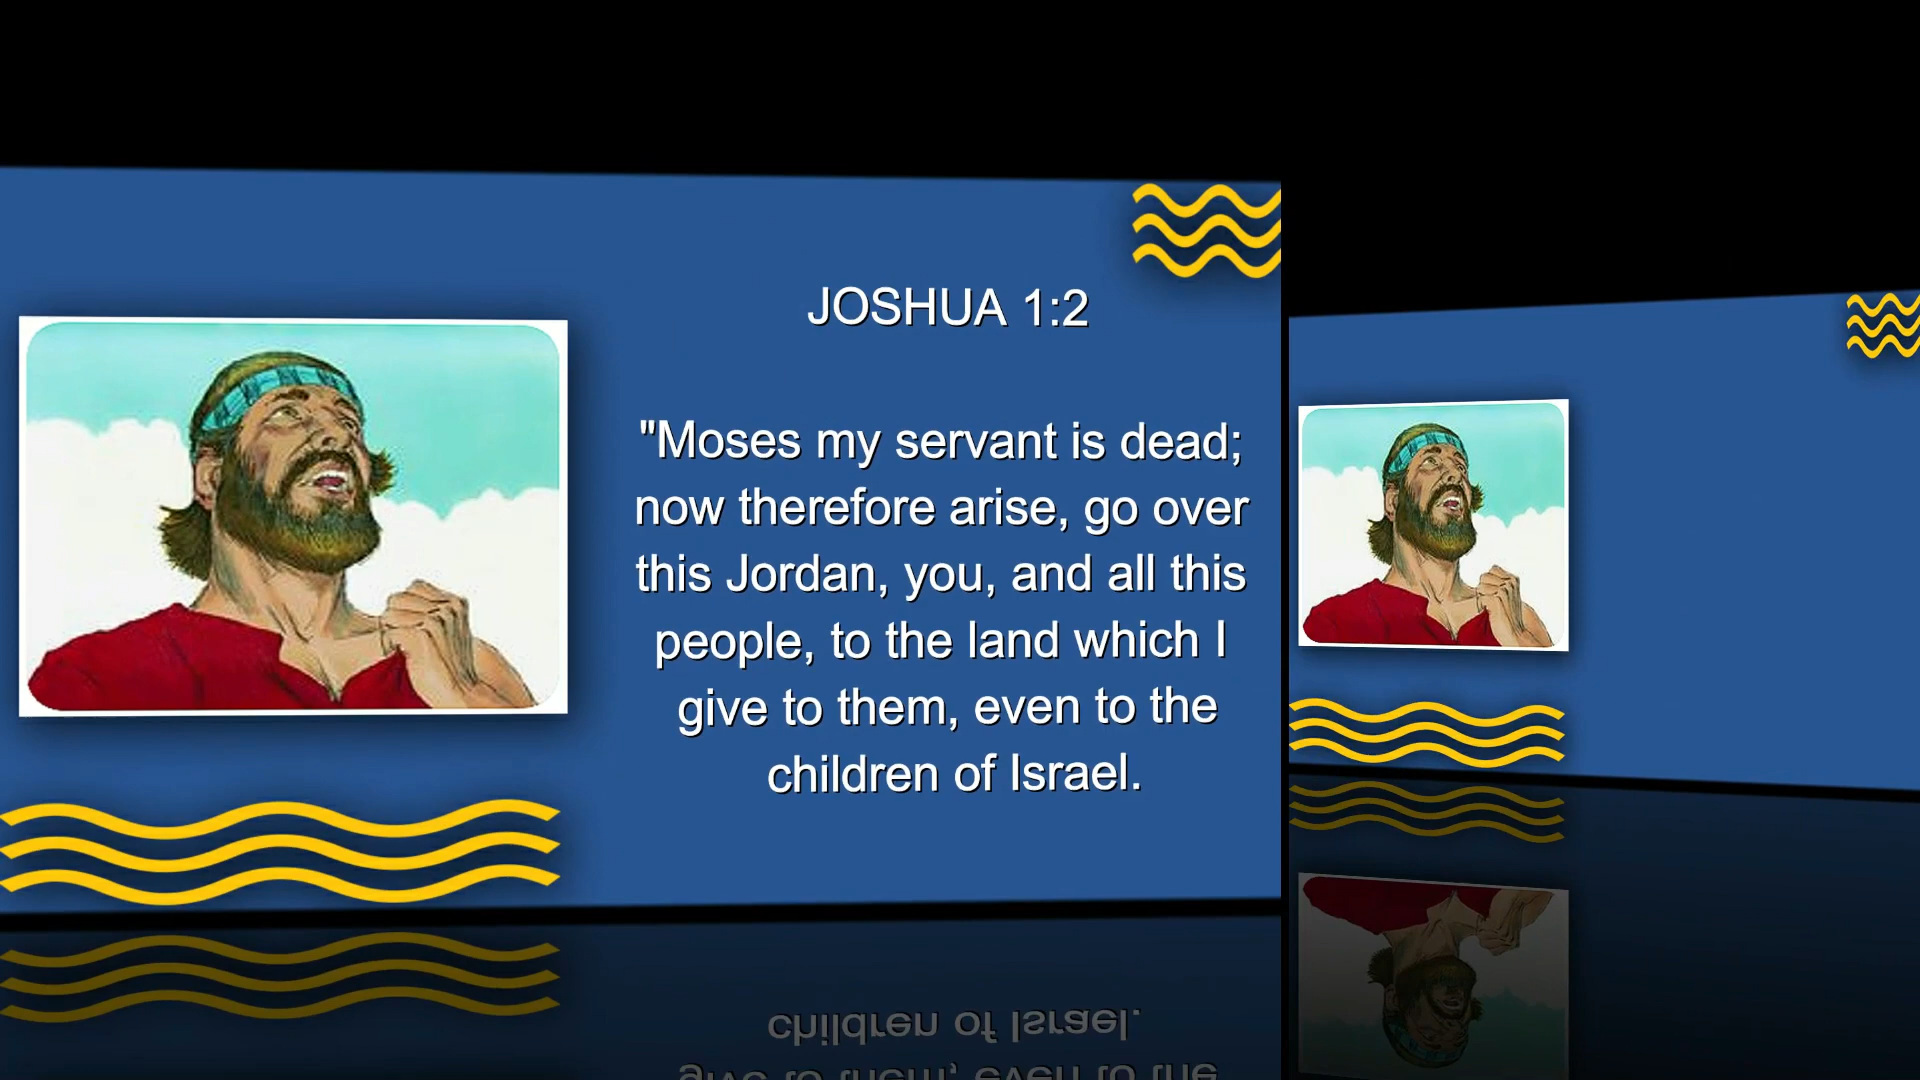 JOSHUA 1:2
"Moses my servant is dead;
now therefore arise, go over
this Jordan, you, and all this
people, to the land which I
give to them, even to the
children of Israel.